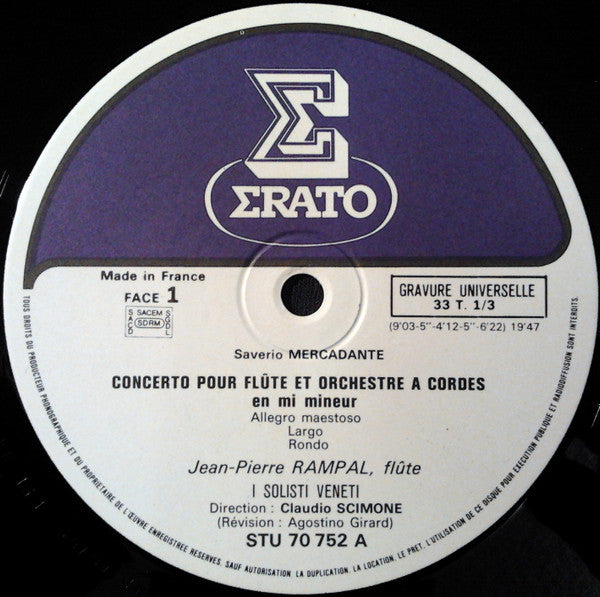 Σ
ΣRATO
Made in France
FACE 1
SACD SACEM SDRM SGDL
GRAVURE UNIVERSELLE
33 T. 1/3
(9'03-5"-4'12-5"-6'22) 19'47
Saverio MERCADANTE
CONCERTO POUR FLÛTE ET ORCHESTRE A CORDES
en mi mineur
Allegro maestoso
Largo
Rondo
Jean-Pierre RAMPAL, flûte
I SOLISTI VENETI
Direction : Claudio SCIMONE
(Révision : Agostino Girard)
STU 70 752 A
TOUS DROITS DU PRODUCTEUR PHONOGRAPHIQUE ET DU PROPRIETAIRE DE L'ŒUVRE ENREGISTREE RESERVES. SAUF AUTORISATION LA DUPLICATION, LA LOCATION, LE PRET, L'UTILISATION DE CE DISQUE POUR EXECUTION PUBLIQUE ET RADIODIFFUSION SONT INTERDITS.